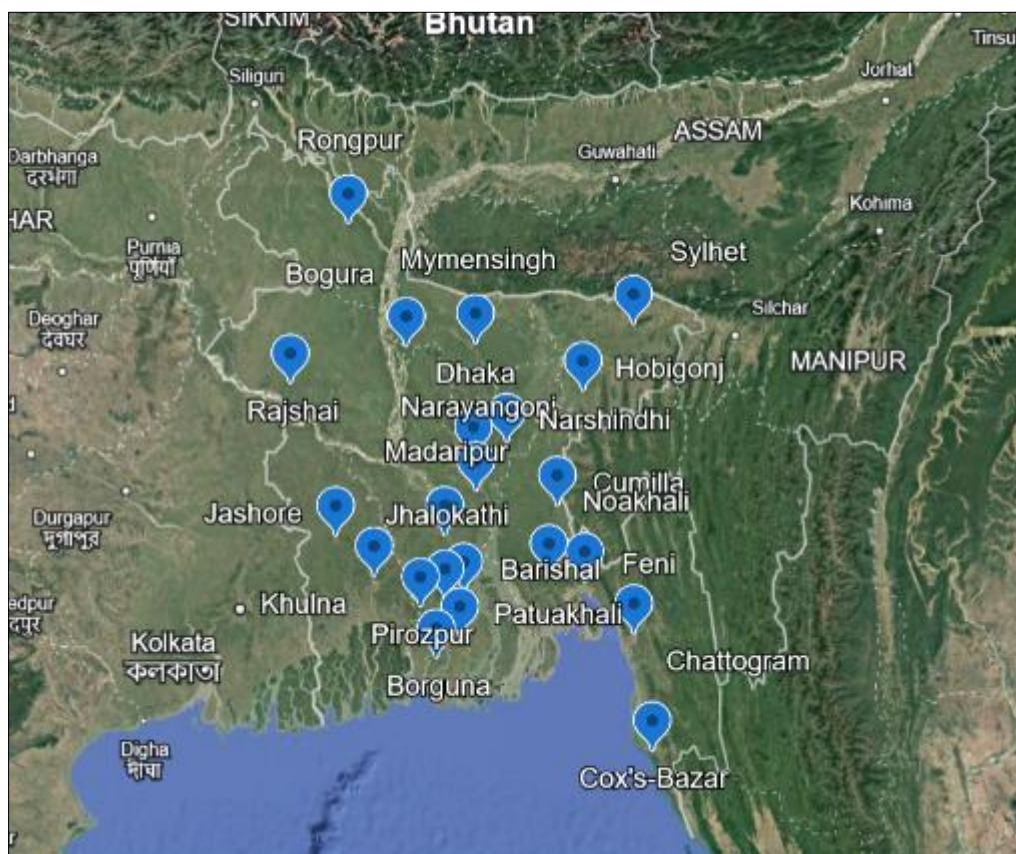 SIKKIM
Bhutan
Tinsu
Siliguri
Jorhat
Rongpur
ASSAM
Guwahati
Darbhanga
दरभंगा
HAR
Kohima
Purnia
पूर्णिया
Bogura
Mymensingh
Sylhet
Silchar
Deoghar
देवघर
MANIPUR
Dhaka
Hobigonj
Rajshai
Narayangonj
Narshindhi
Madaripur
Cumilla
Noakhali
Jashore
Jhalokathi
Durgapur
দুর্গাপুর
Barishal
Feni
Khulna
Patuakhali
Pirozpur
Kolkata
কলকাতা
Chattogram
Borguna
Digha
দীঘা
Cox's-Bazar